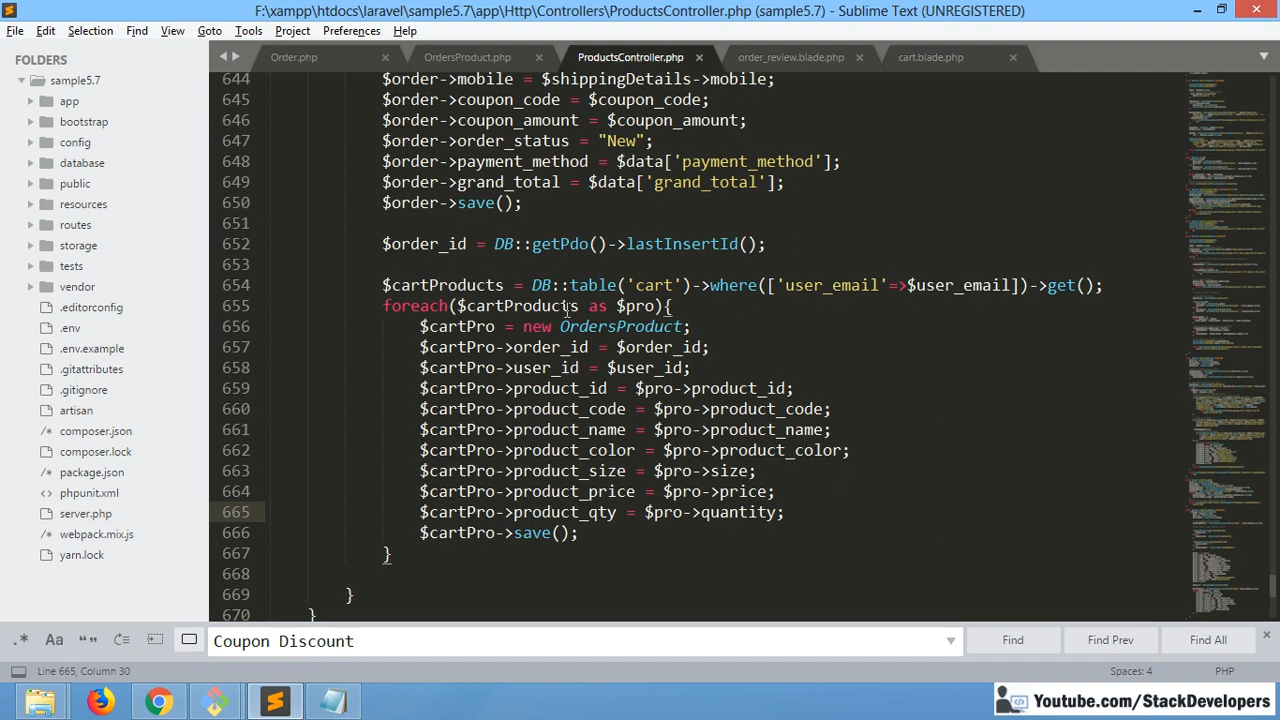 F:\xampp\htdocs\laravel\sample5.7\app\Http\Controllers\ProductsController.php (sample5.7) - Sublime Text (UNREGISTERED)
File Edit Selection Find View Goto Tools Project Preferences Help
FOLDERS
sample5.7
app
bootstrap
config
database
public
resources
routes
storage
tests
vendor
.editorconfig
.env
.env.example
.gitattributes
.gitignore
artisan
composer.json
composer.lock
package.json
phpunit.xml
server.php
webpack.mix.js
yarn.lock
Order.php OrdersProduct.php ProductsController.php order_review.blade.php cart.blade.php
644 $order->mobile = $shippingDetails->mobile;
645 $order->coupon_code = $coupon_code;
646 $order->coupon_amount = $coupon_amount;
647 $order->order_status = "New";
648 $order->payment_method = $data['payment_method'];
649 $order->grand_total = $data['grand_total'];
650 $order->save();
651
652 $order_id = DB::getPdo()->lastInsertId();
653
654 $cartProducts = DB::table('cart')->where(['user_email'=>$user_email])->get();
655 foreach($cartProducts as $pro){
656 $cartPro = new OrdersProduct;
657 $cartPro->order_id = $order_id;
658 $cartPro->user_id = $user_id;
659 $cartPro->product_id = $pro->product_id;
660 $cartPro->product_code = $pro->product_code;
661 $cartPro->product_name = $pro->product_name;
662 $cartPro->product_color = $pro->product_color;
663 $cartPro->product_size = $pro->size;
664 $cartPro->product_price = $pro->price;
665 $cartPro->product_qty = $pro->quantity;
666 $cartPro->save();
667 }
668
669 }
670 }
Coupon Discount Find Find Prev Find All
Line 665, Column 30 Spaces: 4 PHP
Youtube.com/StackDevelopers